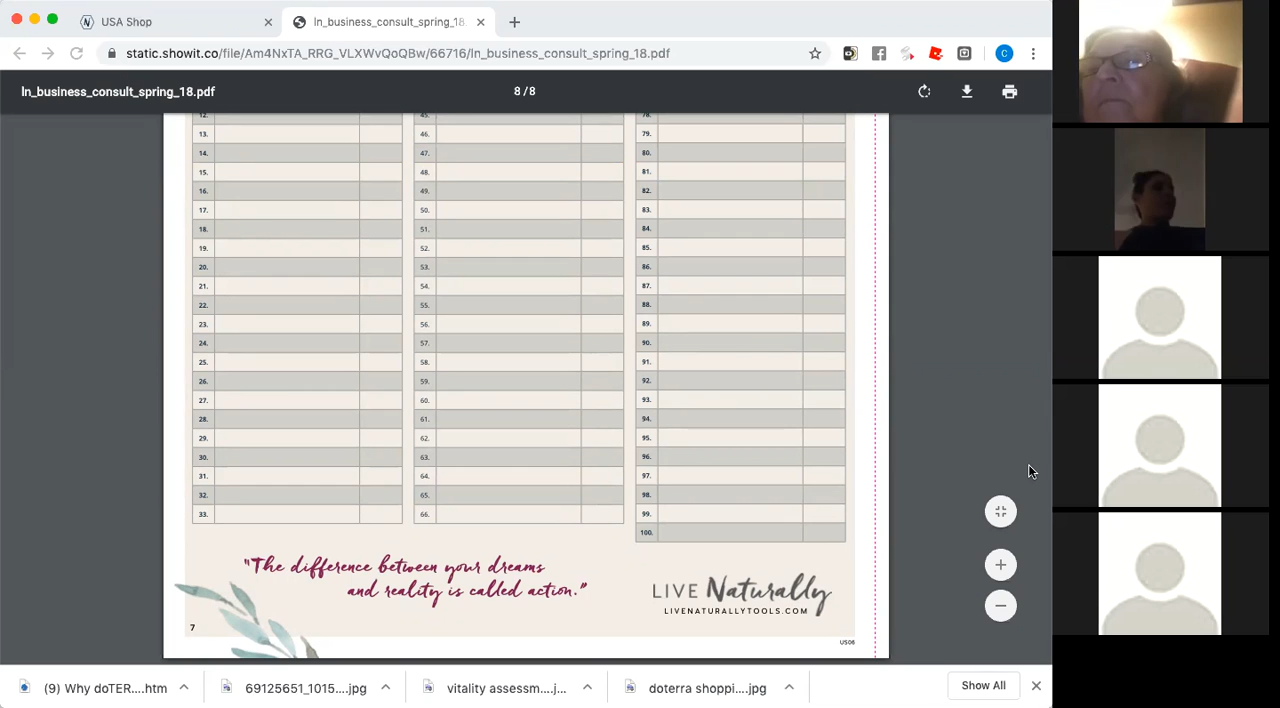 USA Shop
ln_business_consult_spring_18.
static.showit.co/file/Am4NxTA_RRG_VLXWvQoQBw/66716/ln_business_consult_spring_18.pdf
C
ln_business_consult_spring_18.pdf
8/8
12. 45. 78.
13. 46. 79.
14. 47. 80.
15. 48. 81.
16. 49. 82.
17. 50. 83.
18. 51. 84.
19. 52. 85.
20. 53. 86.
21. 54. 87.
22. 55. 88.
23. 56. 89.
24. 57. 90.
25. 58. 91.
26. 59. 92.
27. 60. 93.
28. 61. 94.
29. 62. 95.
30. 63. 96.
31. 64. 97.
32. 65. 98.
33. 66. 99.
100.
"The difference between your dreams
and reality is called action."
LIVE Naturally
LIVENATURALLYTOOLS.COM
7
US06
(9) Why doTER....htm
69125651_1015....jpg
vitality assessm....j...
doterra shoppi....jpg
Show All